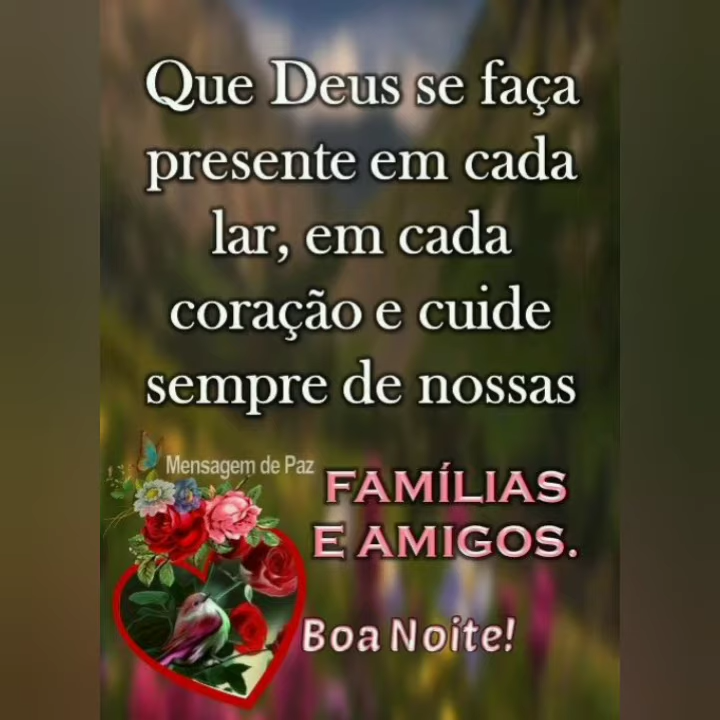 Que Deus se faça
presente em cada
lar, em cada
coração e cuide
sempre de nossas
Mensagem de Paz
FAMÍLIAS
E AMIGOS.
Boa Noite!